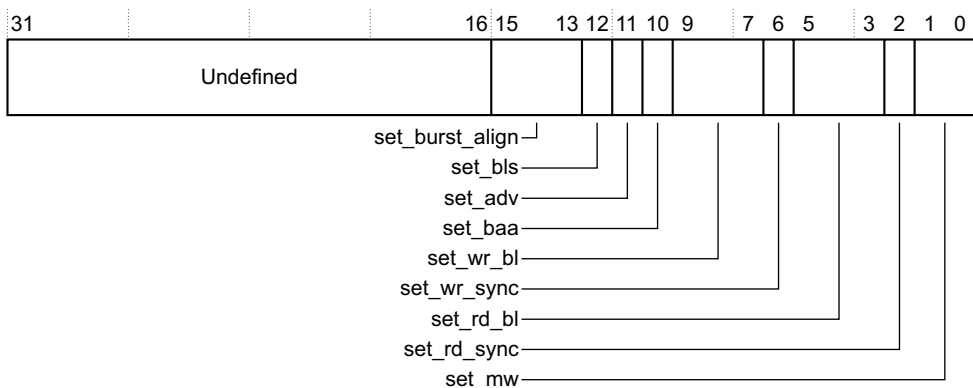 31 16 15 13 12 11 10 9 7 6 5 3 2 1 0
Undefined
set_burst_align
set_bls
set_adv
set_baa
set_wr_bl
set_wr_sync
set_rd_bl
set_rd_sync
set_mw